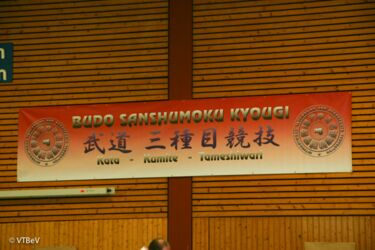 BUDO SANSHUMOKU KYOUGI
武道 三種目競技
Kata - Kumite - Tameshiwari
© VTBeV